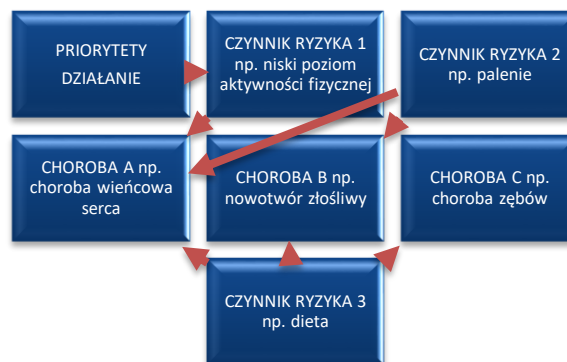 PRIORYTETY
DZIAŁANIE
CZYNNIK RYZYKA 1
np. niski poziom
aktywności fizycznej
CZYNNIK RYZYKA 2
np. palenie
CHOROBA A np.
choroba wieńcowa
serca
CHOROBA B np.
nowotwór złośliwy
CHOROBA C np.
choroba zębów
CZYNNIK RYZYKA 3
np. dieta